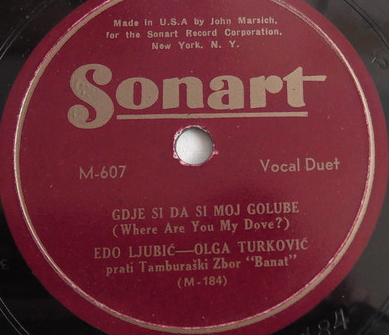 Made in U.S.A by John Marsich,
for the Sonart Record Corporation,
New York, N. Y.
Sonart
M-607
Vocal Duet
GDJE SI DA SI MOJ GOLUBE
(Where Are You My Dove?)
EDO LJUBIĆ—OLGA TURKOVIĆ
prati Tamburaški Zbor "Banat"
(M-184)